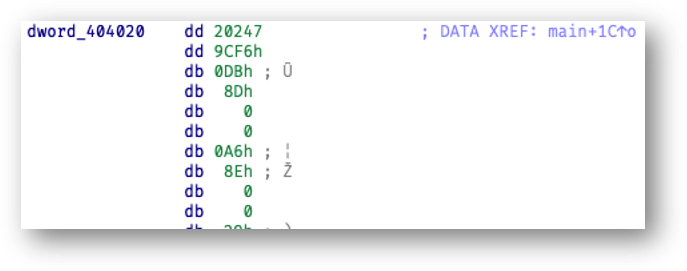 dword_404020 dd 20247 ; DATA XREF: main+1C↑o
dd 9CF6h
db 0DBh ; Ū
db 8Dh
db 0
db 0
db 0A6h ; ¦
db 8Eh ; Ž
db 0
db 0